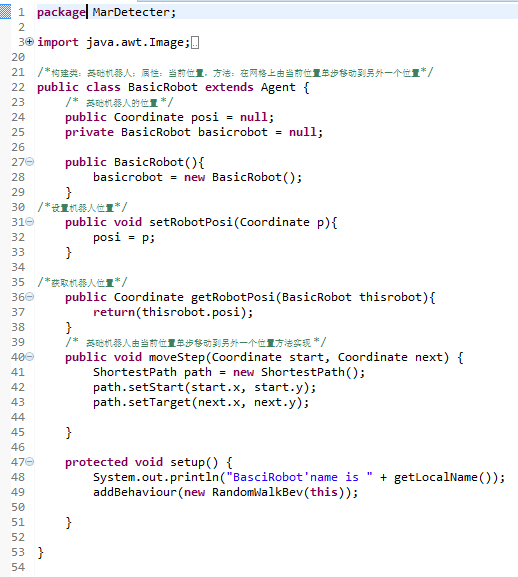 1 package MarDetecter;
2
3 import java.awt.Image;
20
21 /*构建类：基础机器人；属性：当前位置，方法：在网格上由当前位置单步移动到另外一个位置*/
22 public class BasicRobot extends Agent {
23 /* 基础机器人的位置*/
24 public Coordinate posi = null;
25 private BasicRobot basicrobot = null;
26
27 public BasicRobot(){
28 basicrobot = new BasicRobot();
29 }
30 /*设置机器人位置*/
31 public void setRobotPosi(Coordinate p){
32 posi = p;
33 }
34
35 /*获取机器人位置*/
36 public Coordinate getRobotPosi(BasicRobot thisrobot){
37 return(thisrobot.posi);
38 }
39 /* 基础机器人由当前位置单步移动到另外一个位置方法实现*/
40 public void moveStep(Coordinate start, Coordinate next) {
41 ShortestPath path = new ShortestPath();
42 path.setStart(start.x, start.y);
43 path.setTarget(next.x, next.y);
44
45 }
46
47 protected void setup() {
48 System.out.println("BasciRobot'name is " + getLocalName());
49 addBehaviour(new RandomWalkBev(this));
50
51 }
52
53 }
54